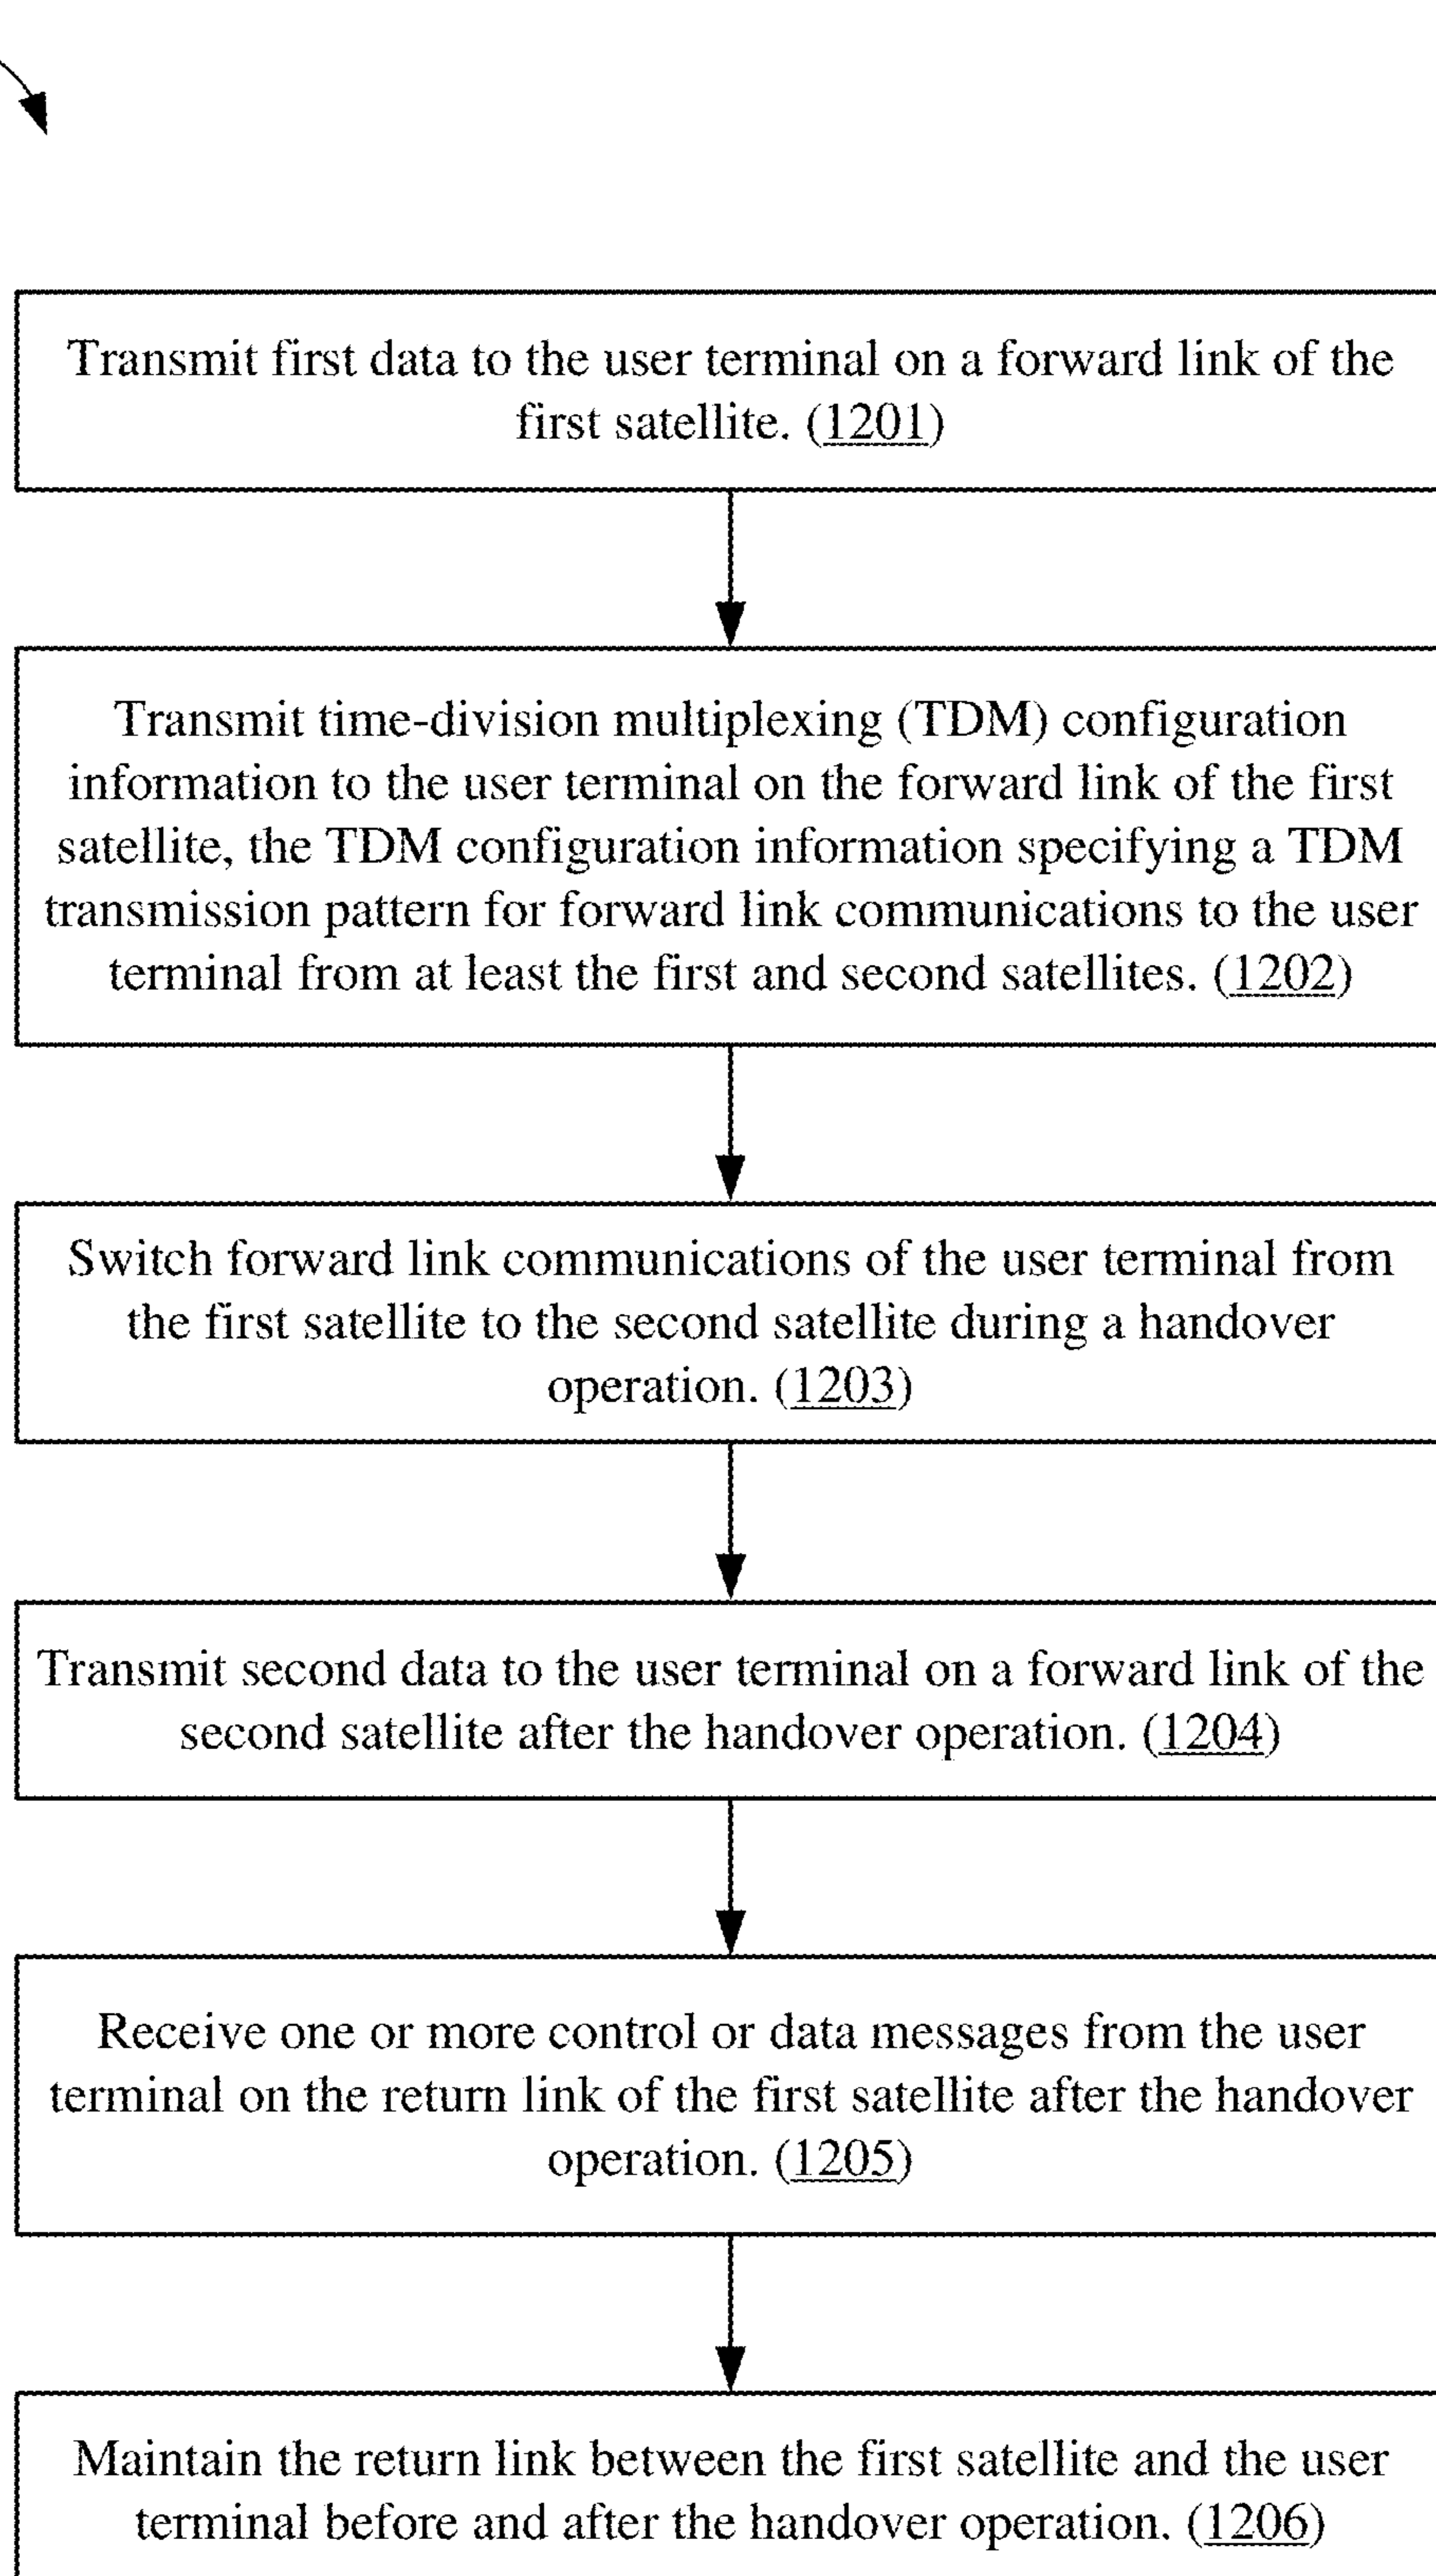 Transmit first data to the user terminal on a forward link of the
first satellite. (1201)
Transmit time-division multiplexing (TDM) configuration
information to the user terminal on the forward link of the first
satellite, the TDM configuration information specifying a TDM
transmission pattern for forward link communications to the user
terminal from at least the first and second satellites. (1202)
Switch forward link communications of the user terminal from
the first satellite to the second satellite during a handover
operation. (1203)
Transmit second data to the user terminal on a forward link of the
second satellite after the handover operation. (1204)
Receive one or more control or data messages from the user
terminal on the return link of the first satellite after the handover
operation. (1205)
Maintain the return link between the first satellite and the user
terminal before and after the handover operation. (1206)